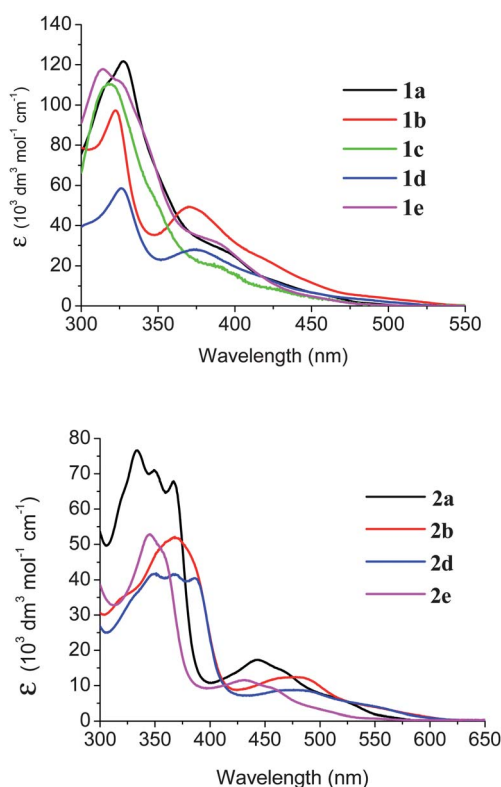 140
120
100
80
60
40
20
0
ε (10³ dm³ mol⁻¹ cm⁻¹)
1a
1b
1c
1d
1e
300 350 400 450 500 550
Wavelength (nm)
80
70
60
50
40
30
20
10
0
ε (10³ dm³ mol⁻¹ cm⁻¹)
2a
2b
2d
2e
300 350 400 450 500 550 600 650
Wavelength (nm)